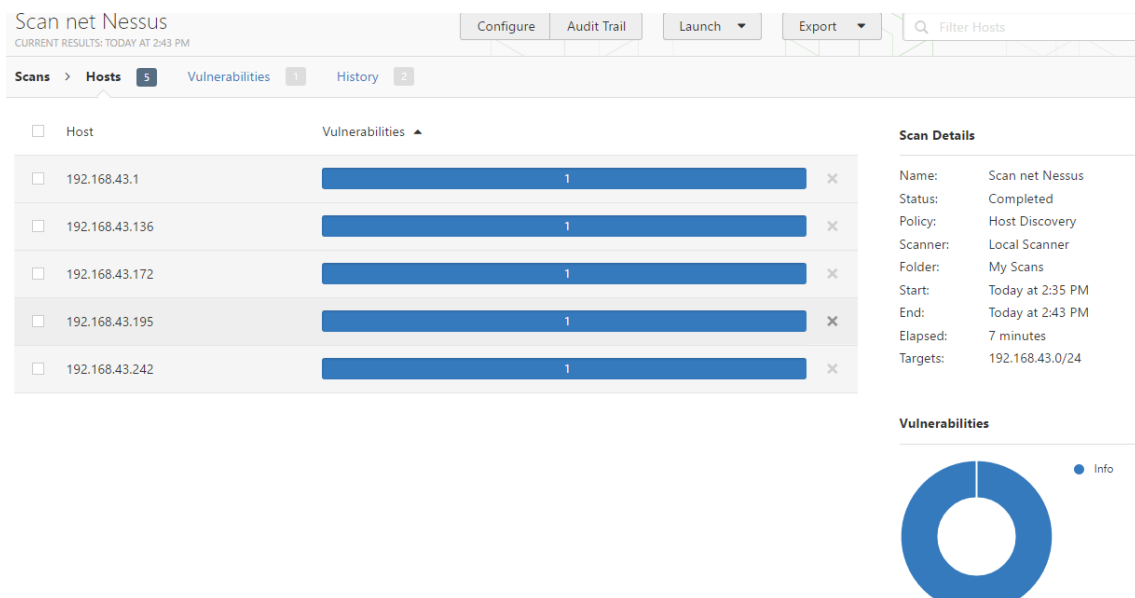 Scan net Nessus
CURRENT RESULTS: TODAY AT 2:43 PM
Configure Audit Trail Launch Export Filter Hosts
Scans > Hosts 5 Vulnerabilities 1 History 2
Host Vulnerabilities
192.168.43.1 1
192.168.43.136 1
192.168.43.172 1
192.168.43.195 1
192.168.43.242 1
Scan Details
Name: Scan net Nessus
Status: Completed
Policy: Host Discovery
Scanner: Local Scanner
Folder: My Scans
Start: Today at 2:35 PM
End: Today at 2:43 PM
Elapsed: 7 minutes
Targets: 192.168.43.0/24
Vulnerabilities
Info